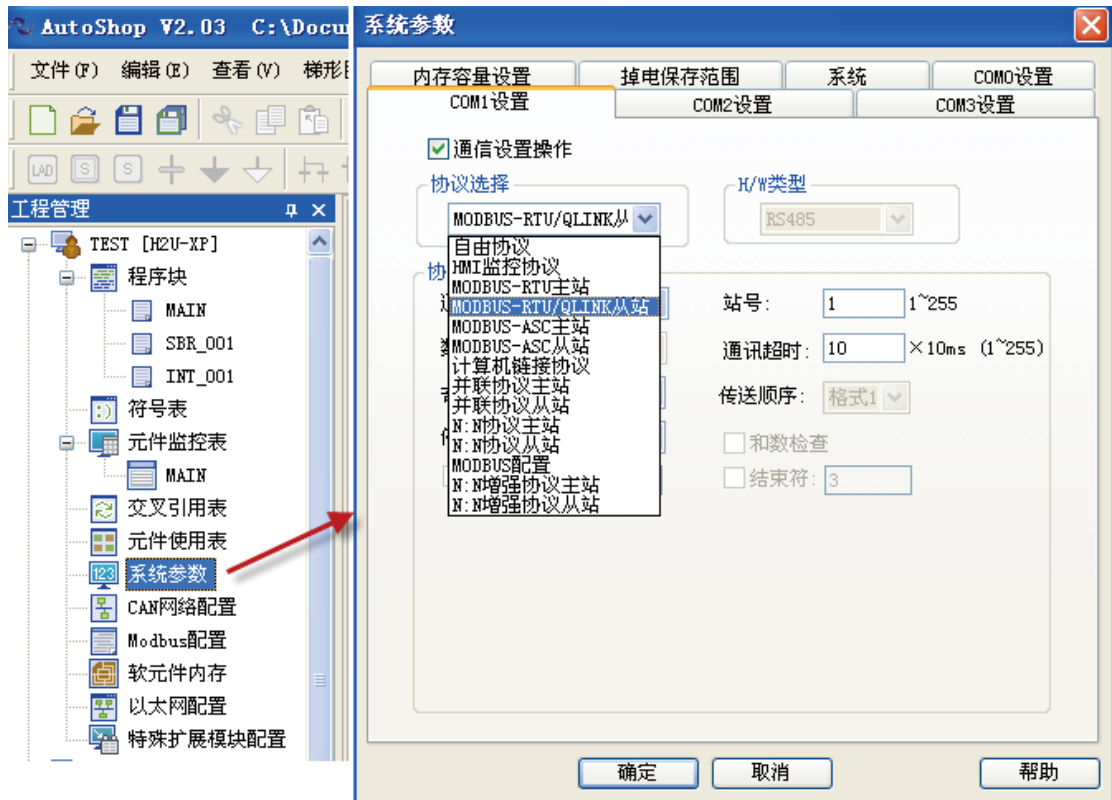 AutoShop V2.03 C:\Docum
文件(F) 编辑(E) 查看(V) 梯形
LAD S S
工程管理
TEST [H2U-XP]
程序块
MAIN
SBR_001
INT_001
符号表
元件监控表
MAIN
交叉引用表
元件使用表
123 系统参数
CAN网络配置
Modbus配置
软元件内存
以太网配置
特殊扩展模块配置
系统参数
内存容量设置 掉电保存范围 系统 COM0设置
COM1设置 COM2设置 COM3设置
通信设置操作
协议选择
MODBUS-RTU/QLINK从
H/W类型
RS485
自由协议
HMI监控协议
MODBUS-RTU主站
MODBUS-RTU/QLINK从站
MODBUS-ASC主站
MODBUS-ASC从站
计算机链接协议
并联协议主站
并联协议从站
N:N协议主站
N:N协议从站
MODBUS配置
N:N增强协议主站
N:N增强协议从站
协
站号: 1 1~255
通讯超时: 10 ×10ms (1~255)
传送顺序: 格式1
和数检查
结束符: 3
确定 取消 帮助